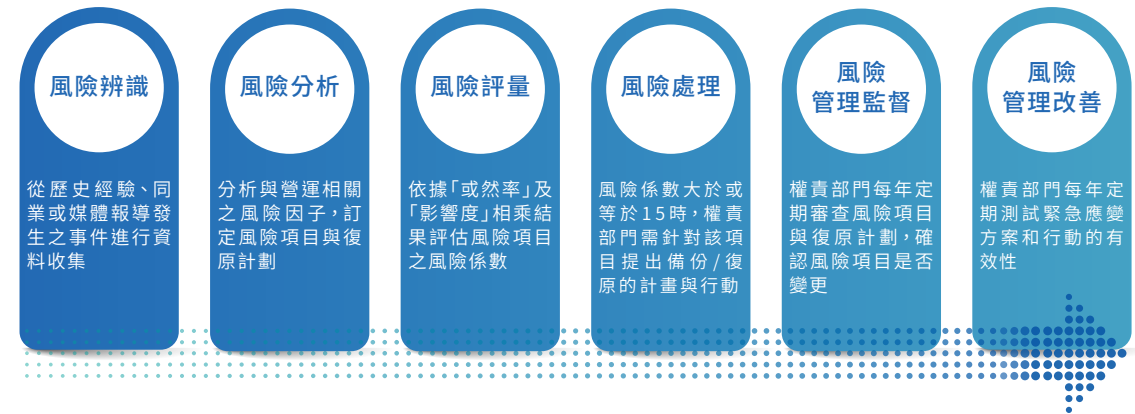 風險辨識
從歷史經驗、同
業或媒體報導發
生之事件進行資
料收集
風險分析
分析與營運相關
之風險因子，訂
定風險項目與復
原計劃
風險評量
依據「或然率」及
「影響度」相乘結
果評估風險項目
之風險係數
風險處理
風險係數大於或
等於15時，權責
部門需針對該項
目提出備份/復
原的計畫與行動
風險
管理監督
權責部門每年定
期審查風險項目
與復原計劃，確
認風險項目是否
變更
風險
管理改善
權責部門每年定
期測試緊急應變
方案和行動的有
效性